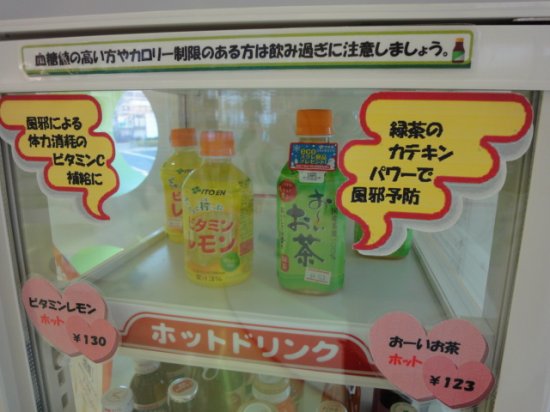 血糖値の高い方やカロリー制限のある方は飲み過ぎに注意しましょう。
風邪による
体力消耗の
ビタミンC
補給に
緑茶の
カテキン
パワーで
風邪予防
ITOEN
ビタミン
レモン
果汁3%
eco
お〜い
お茶
ビタミンレモン
ホット
¥130
ホットドリンク
おーいお茶
ホット
¥123